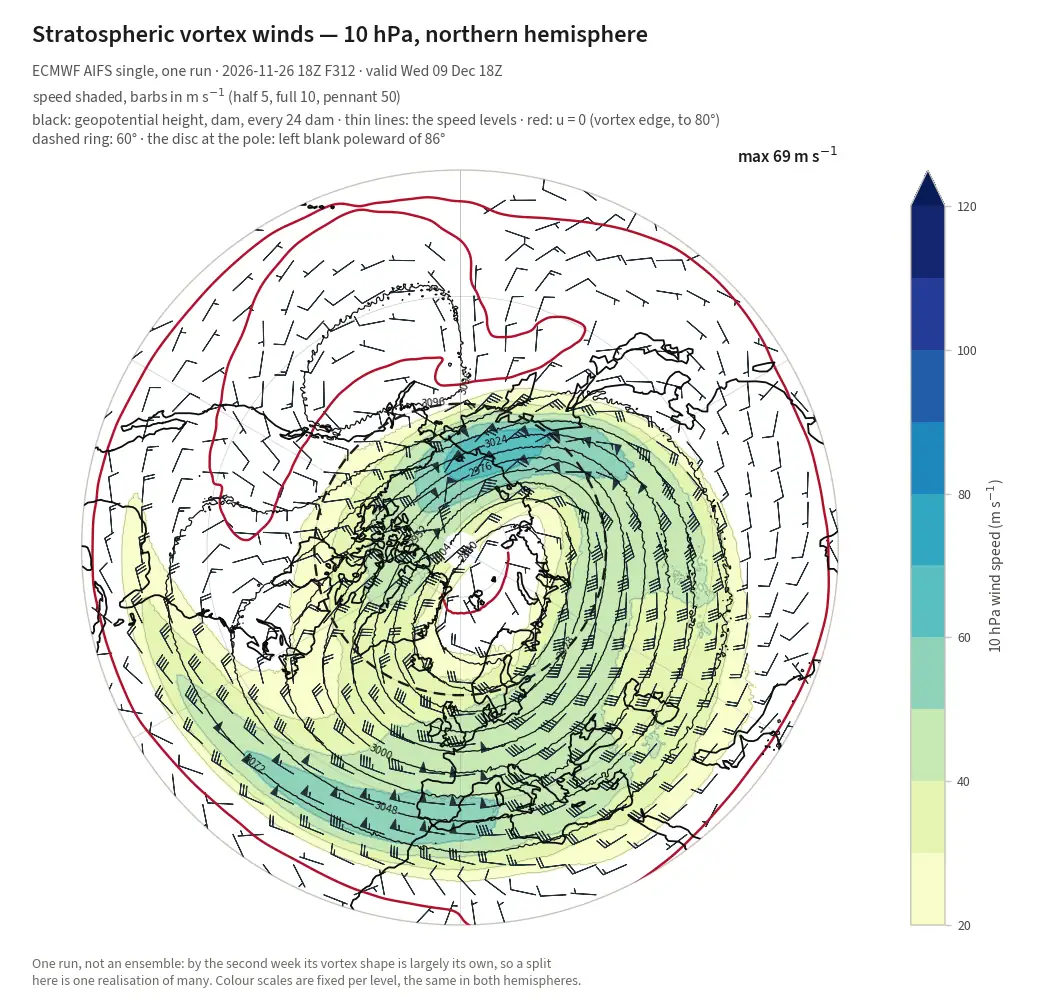 Stratospheric vortex winds — 10 hPa, northern hemisphere
ECMWF AIFS single, one run · 2026-11-26 18Z F312 · valid Wed 09 Dec 18Z
speed shaded, barbs in m s⁻¹ (half 5, full 10, pennant 50)
black: geopotential height, dam, every 24 dam · thin lines: the speed levels · red: u = 0 (vortex edge, to 80°)
dashed ring: 60° · the disc at the pole: left blank poleward of 86°
max 69 m s⁻¹
120
100
80
60
40
20
10 hPa wind speed (m s⁻¹)
3096
3024
2976
3000
3072
3048
One run, not an ensemble: by the second week its vortex shape is largely its own, so a split
here is one realisation of many. Colour scales are fixed per level, the same in both hemispheres.